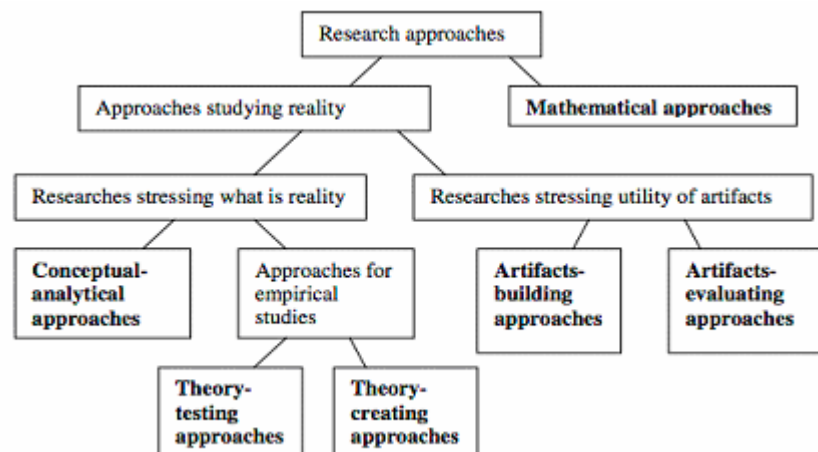 Research approaches
Approaches studying reality
Mathematical approaches
Researches stressing what is reality
Researches stressing utility of artifacts
Conceptual-
analytical
approaches
Approaches for
empirical
studies
Artifacts-
building
approaches
Artifacts-
evaluating
approaches
Theory-
testing
approaches
Theory-
creating
approaches